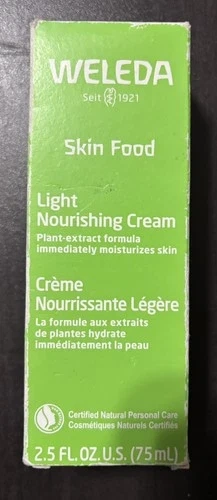 WELEDA
Seit 1921
Skin Food
Light
Nourishing Cream
Plant-extract formula
immediately moisturizes skin
Crème
Nourrissante Légère
La formule aux extraits
de plantes hydrate
immédiatement la peau
Certified Natural Personal Care
Cosmétiques Naturels Certifiés
2.5 FL.OZ.U.S. (75mL)